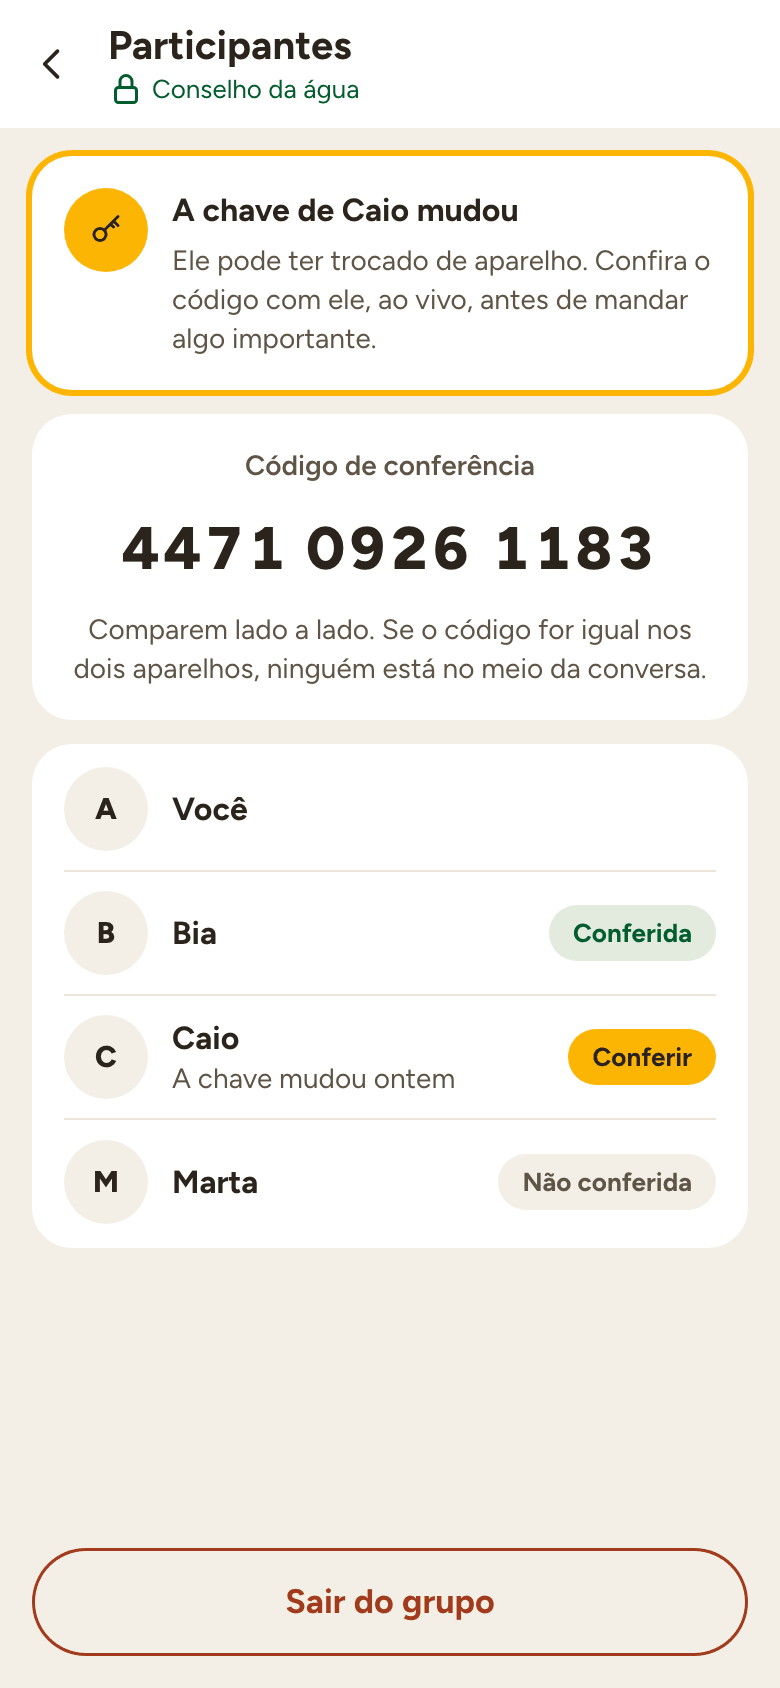 Participantes
Conselho da água
A chave de Caio mudou
Ele pode ter trocado de aparelho. Confira o
código com ele, ao vivo, antes de mandar
algo importante.
Código de conferência
4471 0926 1183
Comparem lado a lado. Se o código for igual nos
dois aparelhos, ninguém está no meio da conversa.
A Você
B Bia Conferida
C Caio
A chave mudou ontem
Conferir
M Marta Não conferida
Sair do grupo